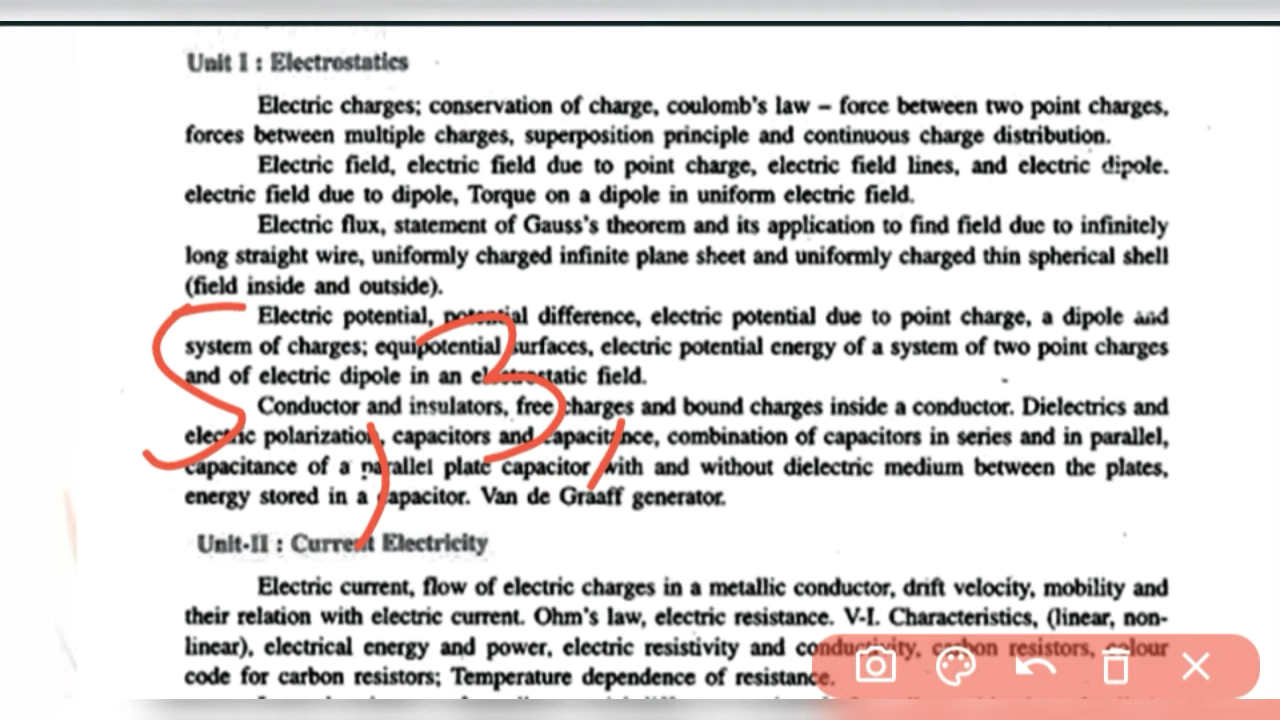 Unit I : Electrostatics
Electric charges; conservation of charge, coulomb's law – force between two point charges,
forces between multiple charges, superposition principle and continuous charge distribution.
Electric field, electric field due to point charge, electric field lines, and electric dipole.
electric field due to dipole, Torque on a dipole in uniform electric field.
Electric flux, statement of Gauss's theorem and its application to find field due to infinitely
long straight wire, uniformly charged infinite plane sheet and uniformly charged thin spherical shell
(field inside and outside).
Electric potential, potential difference, electric potential due to point charge, a dipole and
system of charges; equipotential surfaces, electric potential energy of a system of two point charges
and of electric dipole in an electrostatic field.
Conductor and insulators, free charges and bound charges inside a conductor. Dielectrics and
electric polarization, capacitors and capacitance, combination of capacitors in series and in parallel,
capacitance of a parallel plate capacitor with and without dielectric medium between the plates,
energy stored in a capacitor. Van de Graaff generator.
5, 3,
Unit-II : Current Electricity
Electric current, flow of electric charges in a metallic conductor, drift velocity, mobility and
their relation with electric current. Ohm's law, electric resistance. V-I. Characteristics, (linear, non-
linear), electrical energy and power, electric resistivity and conductivity, carbon resistors, colour
code for carbon resistors; Temperature dependence of resistance.